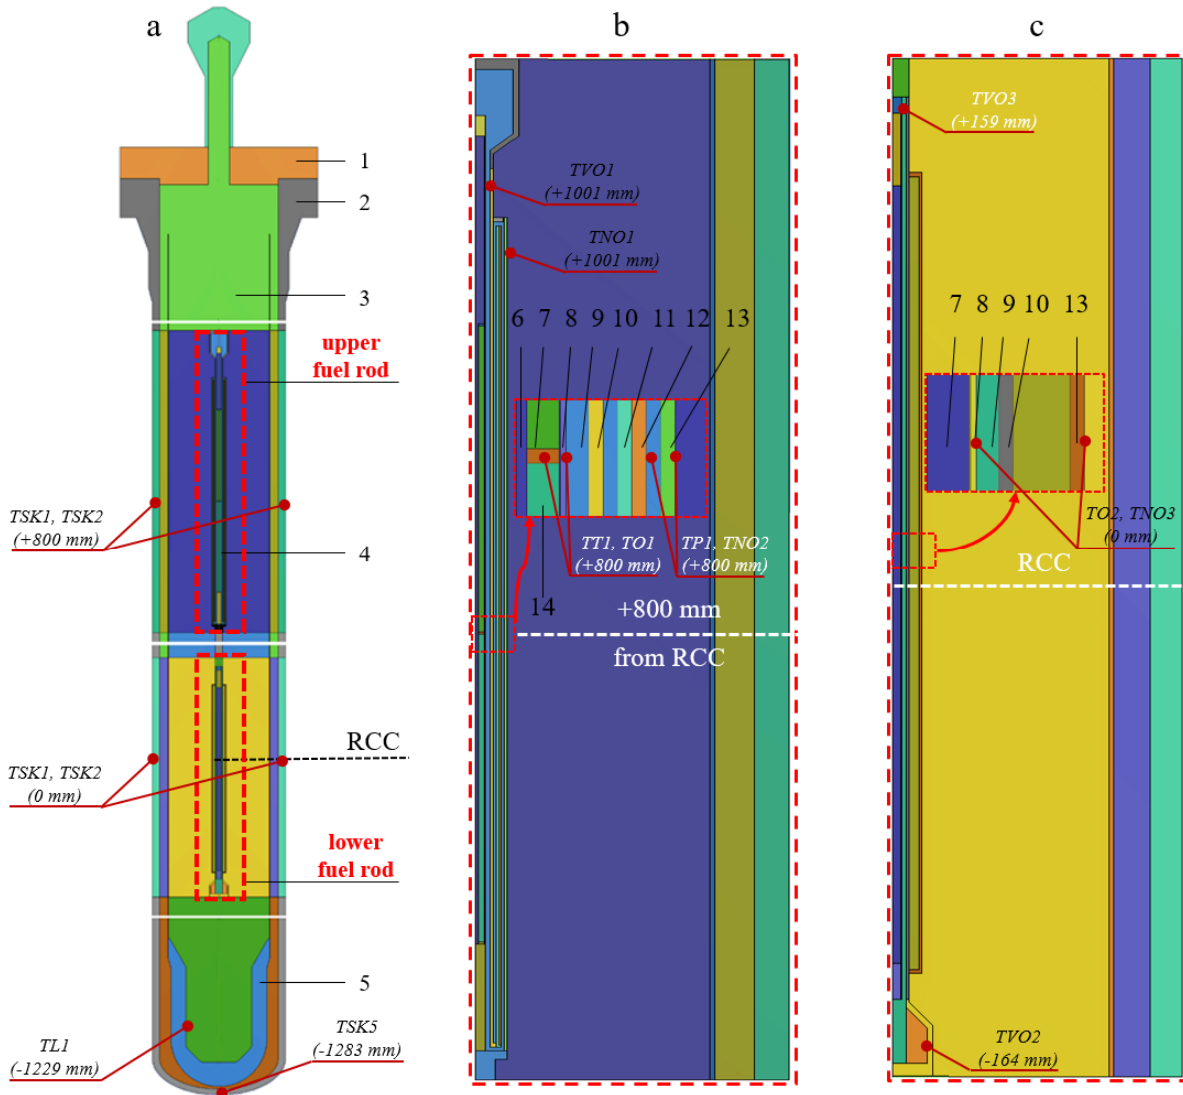 a
1
2
3
upper
fuel rod
TSK1, TSK2
(+800 mm)
4
RCC
TSK1, TSK2
(0 mm)
lower
fuel rod
5
TL1
(-1229 mm)
TSK5
(-1283 mm)
b
TVO1
(+1001 mm)
TNO1
(+1001 mm)
6 7 8 9 10 11 12 13
TT1, TO1
(+800 mm)
TP1, TNO2
(+800 mm)
14
+800 mm
from RCC
c
TVO3
(+159 mm)
7 8 9 10 13
TO2, TNO3
(0 mm)
RCC
TVO2
(-164 mm)